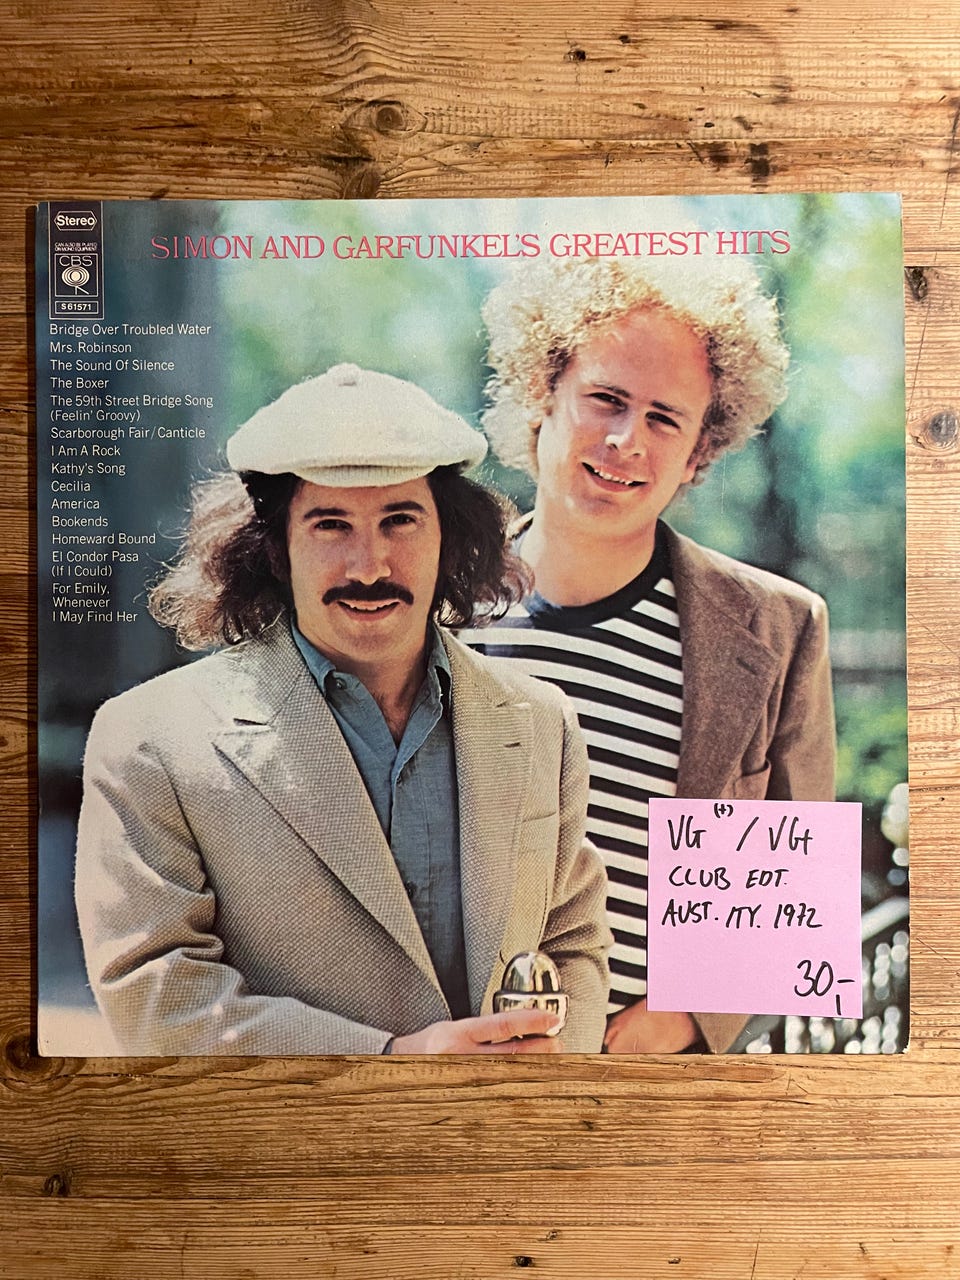 Stereo
CAN ALSO BE PLAYED
ON MONO EQUIPMENT
CBS
S 61571
SIMON AND GARFUNKEL'S GREATEST HITS
Bridge Over Troubled Water
Mrs. Robinson
The Sound Of Silence
The Boxer
The 59th Street Bridge Song
(Feelin' Groovy)
Scarborough Fair/Canticle
I Am A Rock
Kathy's Song
Cecilia
America
Bookends
Homeward Bound
El Condor Pasa
(If I Could)
For Emily,
Whenever
I May Find Her
VG (+) / VG+
CLUB EDT.
AUST. ITY. 1972
30,-